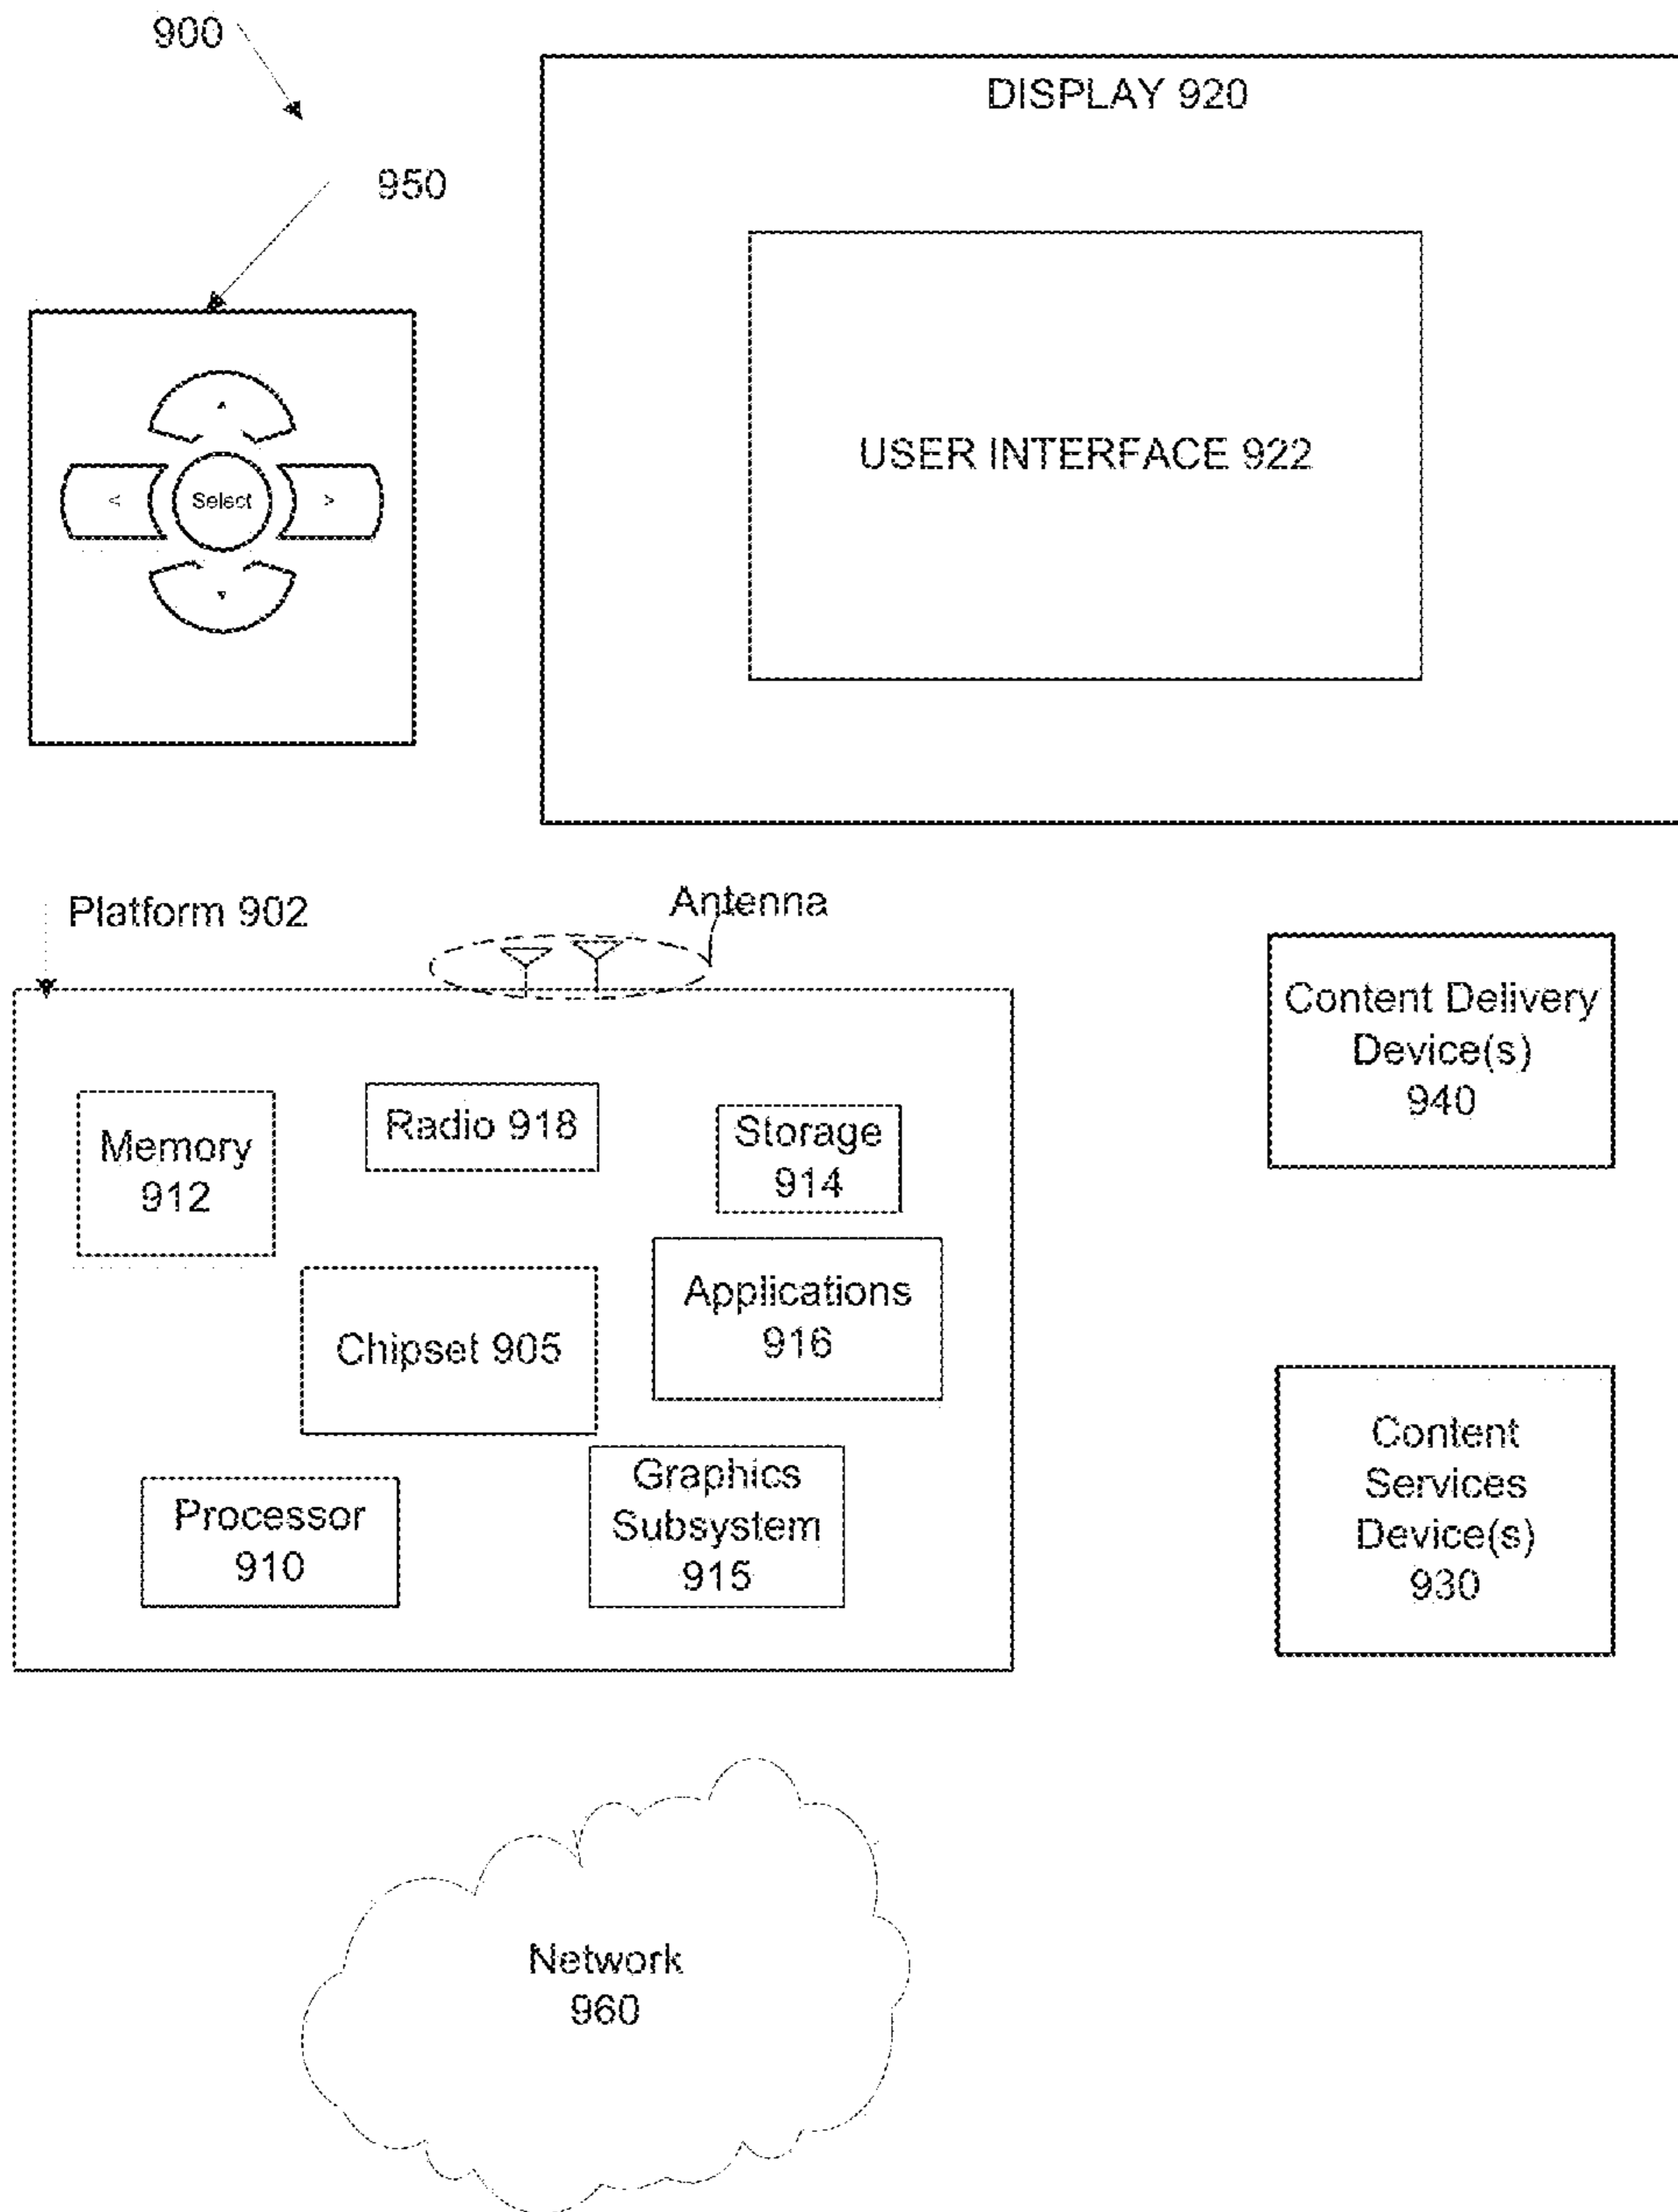 900
DISPLAY 920
950
USER INTERFACE 922
<
Select
>
Platform 902
Antenna
Content Delivery
Device(s)
940
Memory
912
Radio 918
Storage
914
Chipset 905
Applications
916
Processor
910
Graphics
Subsystem
915
Content
Services
Device(s)
930
Network
960